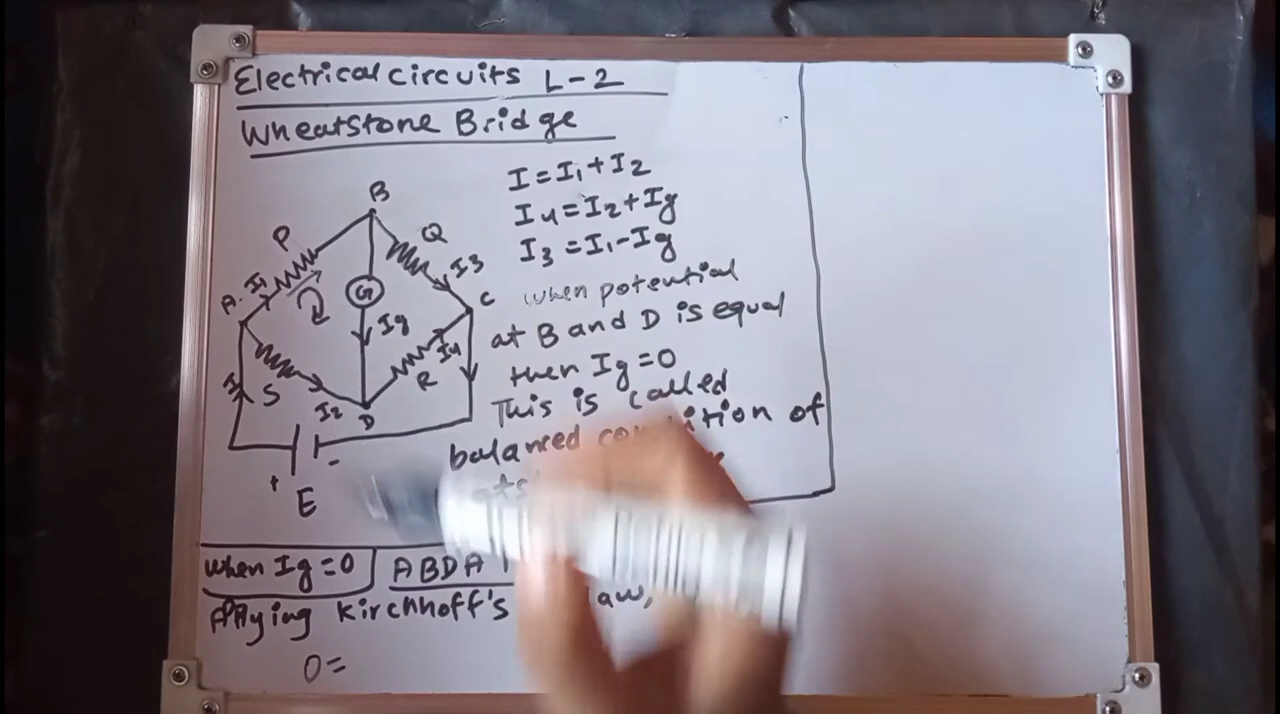 Electrical circuits L-2
Wheatstone Bridge
I = I1 + I2
I4 = I2 + Ig
I3 = I1 - Ig
when potential
at B and D is equal
then Ig = 0
This is called
balanced condition of
B
P
Q
A. I1
I3
G
C
Ig
I4
R
S
I
I2
D
+ -
E
when Ig = 0 ABDA
Applying Kirchhoff's
0 =